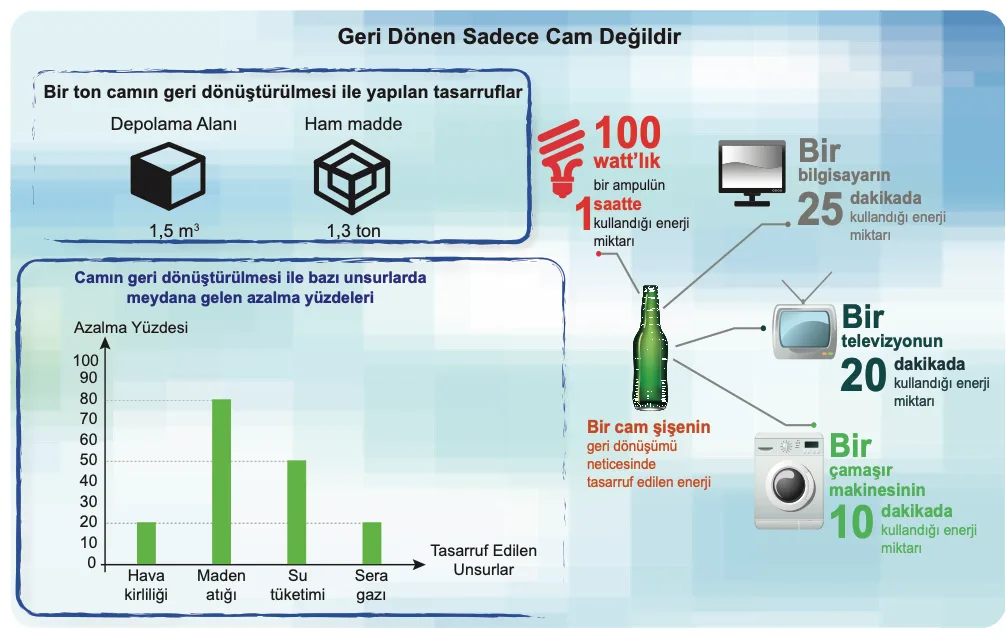 Geri Dönen Sadece Cam Değildir
Bir ton camın geri dönüştürülmesi ile yapılan tasarruflar
Depolama Alanı
Ham madde
1,5 m³
1,3 ton
100
watt'lık
bir ampulün
1 saatte
kullandığı enerji
miktarı
Bir
bilgisayarın
25 dakikada
kullandığı enerji
miktarı
Bir
televizyonun
20 dakikada
kullandığı enerji
miktarı
Bir
çamaşır
makinesinin
10 dakikada
kullandığı enerji
miktarı
Bir cam şişenin
geri dönüşümü
neticesinde
tasarruf edilen enerji
Camın geri dönüştürülmesi ile bazı unsurlarda
meydana gelen azalma yüzdeleri
Azalma Yüzdesi
100
90
80
70
60
50
40
30
20
10
0
Hava
kirliliği
Maden
atığı
Su
tüketimi
Sera
gazı
Tasarruf Edilen
Unsurlar